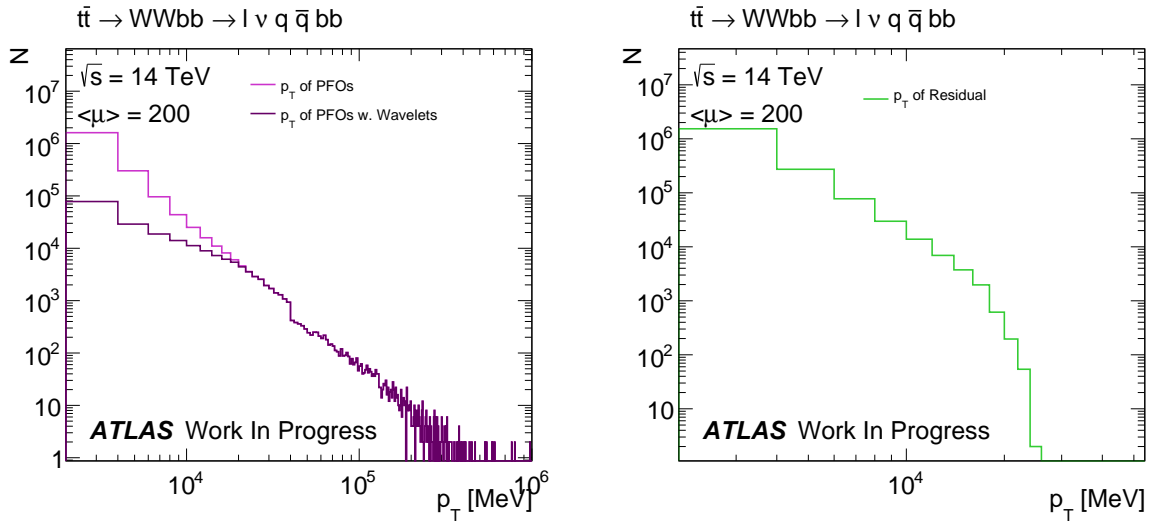 tt̄ → WWbb → l ν q q̄ bb
N
√s = 14 TeV
<μ> = 200
p_T of PFOs
p_T of PFOs w. Wavelets
10^7
10^6
10^5
10^4
10^3
10^2
10
1
ATLAS Work In Progress
10^4 10^5 10^6
p_T [MeV]
tt̄ → WWbb → l ν q q̄ bb
N
√s = 14 TeV
<μ> = 200
p_T of Residual
10^7
10^6
10^5
10^4
10^3
10^2
10
ATLAS Work In Progress
10^4
p_T [MeV]